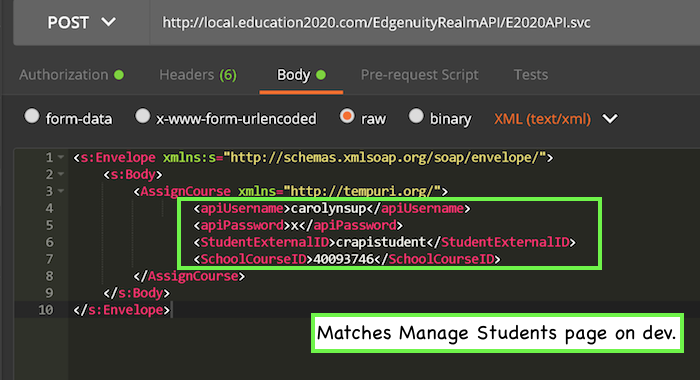 POST http://local.education2020.com/EdgenuityRealmAPI/E2020API.svc
Authorization Headers (6) Body Pre-request Script Tests
form-data x-www-form-urlencoded raw binary XML (text/xml)
1 <s:Envelope xmlns:s="http://schemas.xmlsoap.org/soap/envelope/">
2 <s:Body>
3 <AssignCourse xmlns="http://tempuri.org/">
4 <apiUsername>carolynsup</apiUsername>
5 <apiPassword>x</apiPassword>
6 <StudentExternalID>crapistudent</StudentExternalID>
7 <SchoolCourseID>40093746</SchoolCourseID>
8 </AssignCourse>
9 </s:Body>
10 </s:Envelope>
Matches Manage Students page on dev.